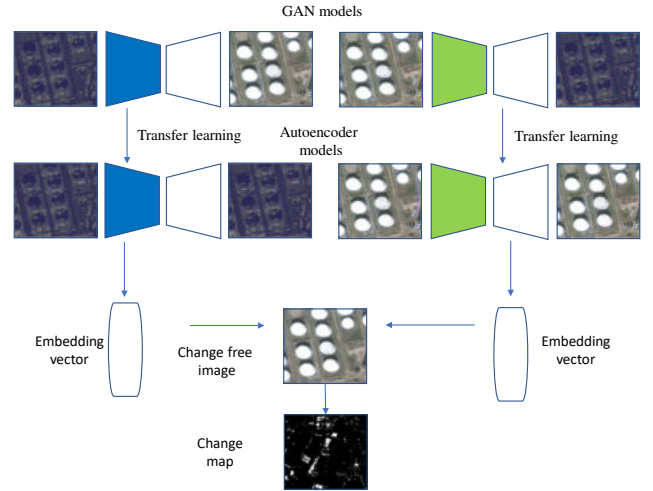 GAN models
Transfer learning
Autoencoder
models
Transfer learning
Embedding
vector
Change free
image
Embedding
vector
Change
map